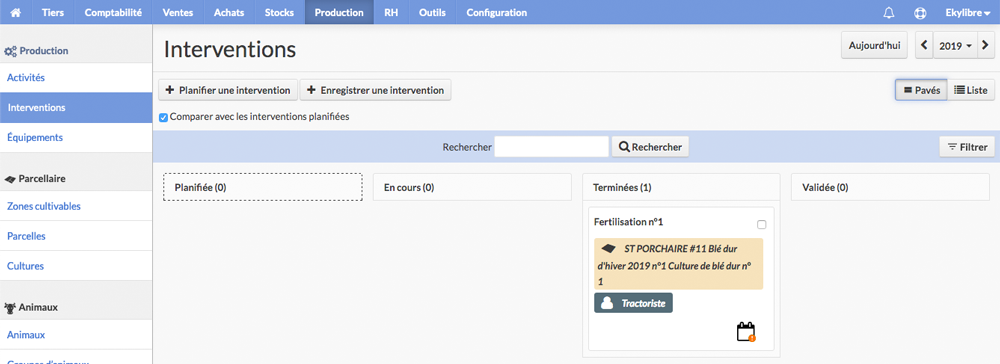 Tiers Comptabilité Ventes Achats Stocks Production RH Outils Configuration Ekylibre
Production
Activités
Interventions
Équipements
Parcellaire
Zones cultivables
Parcelles
Cultures
Animaux
Animaux
Groupes d'animaux
Interventions
Aujourd'hui 2019
Planifier une intervention Enregistrer une intervention
Pavés Liste
Comparer avec les interventions planifiées
Rechercher Rechercher Filtrer
Planifiée (0) En cours (0) Terminées (1) Validée (0)
Fertilisation n°1
ST PORCHAIRE #11 Blé dur
d'hiver 2019 n°1 Culture de blé dur n°
1
Tractoriste